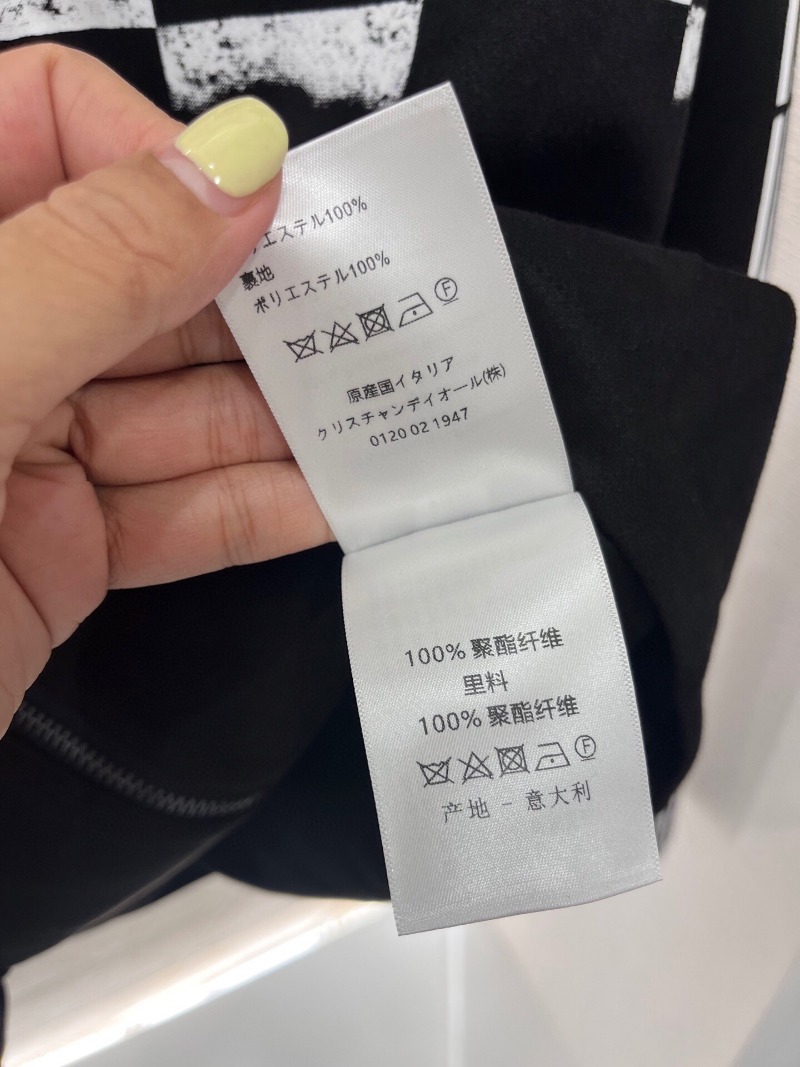 エステル100%
裏地
ポリエステル100%
F
原産国イタリア
クリスチャンディオール(株)
0120 02 1947
100% 聚酯纤维
里料
100% 聚酯纤维
F
产地 - 意大利